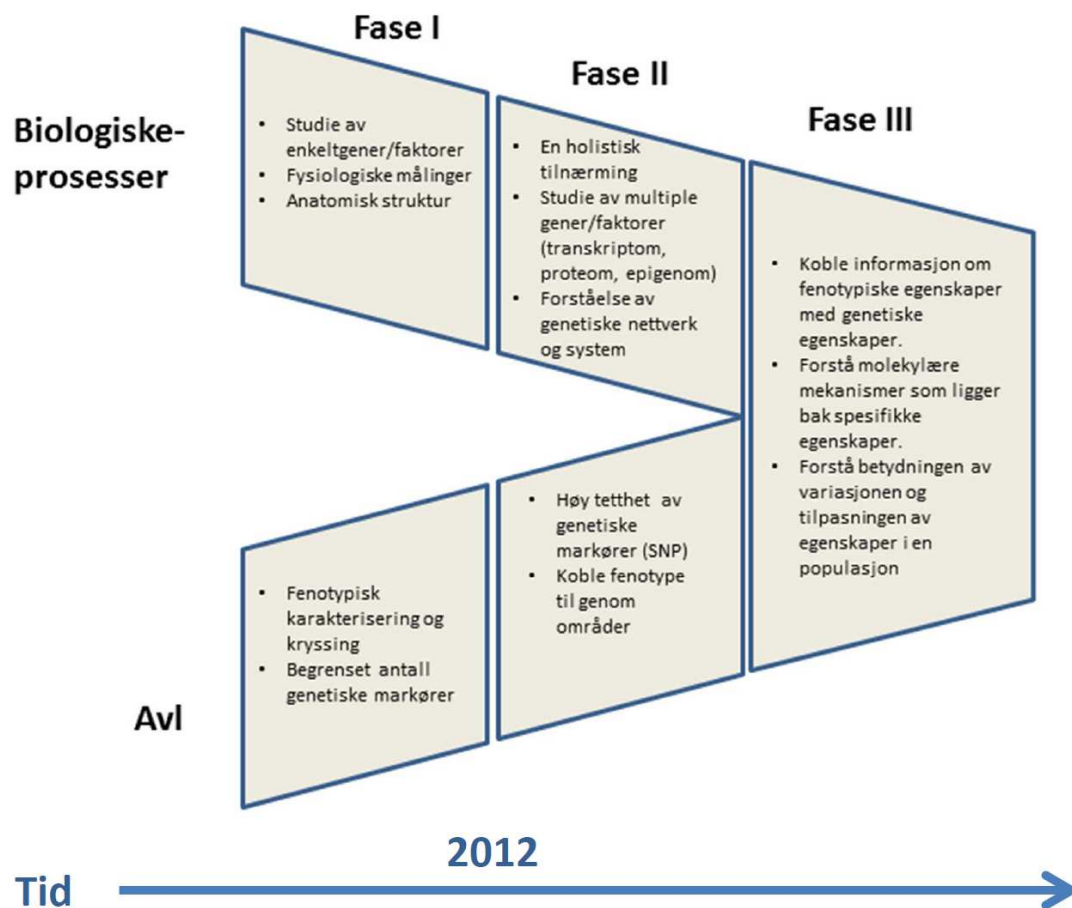 Fase I
Fase II
Fase III
Biologiske-
prosesser
• Studie av
enkeltgener/faktorer
• Fysiologiske målinger
• Anatomisk struktur
• En holistisk
tilnærming
• Studie av multiple
gener/faktorer
(transkriptom,
proteom, epigenom)
• Forståelse av
genetiske nettverk
og system
• Koble informasjon om
fenotypiske egenskaper
med genetiske
egenskaper.
• Forstå molekylære
mekanismer som ligger
bak spesifikke
egenskaper.
• Forstå betydningen av
variasjonen og
tilpasningen av
egenskaper i en
populasjon
Avl
• Fenotypisk
karakterisering og
kryssing
• Begrenset antall
genetiske markører
• Høy tetthet av
genetiske
markører (SNP)
• Koble fenotype
til genom
områder
2012
Tid